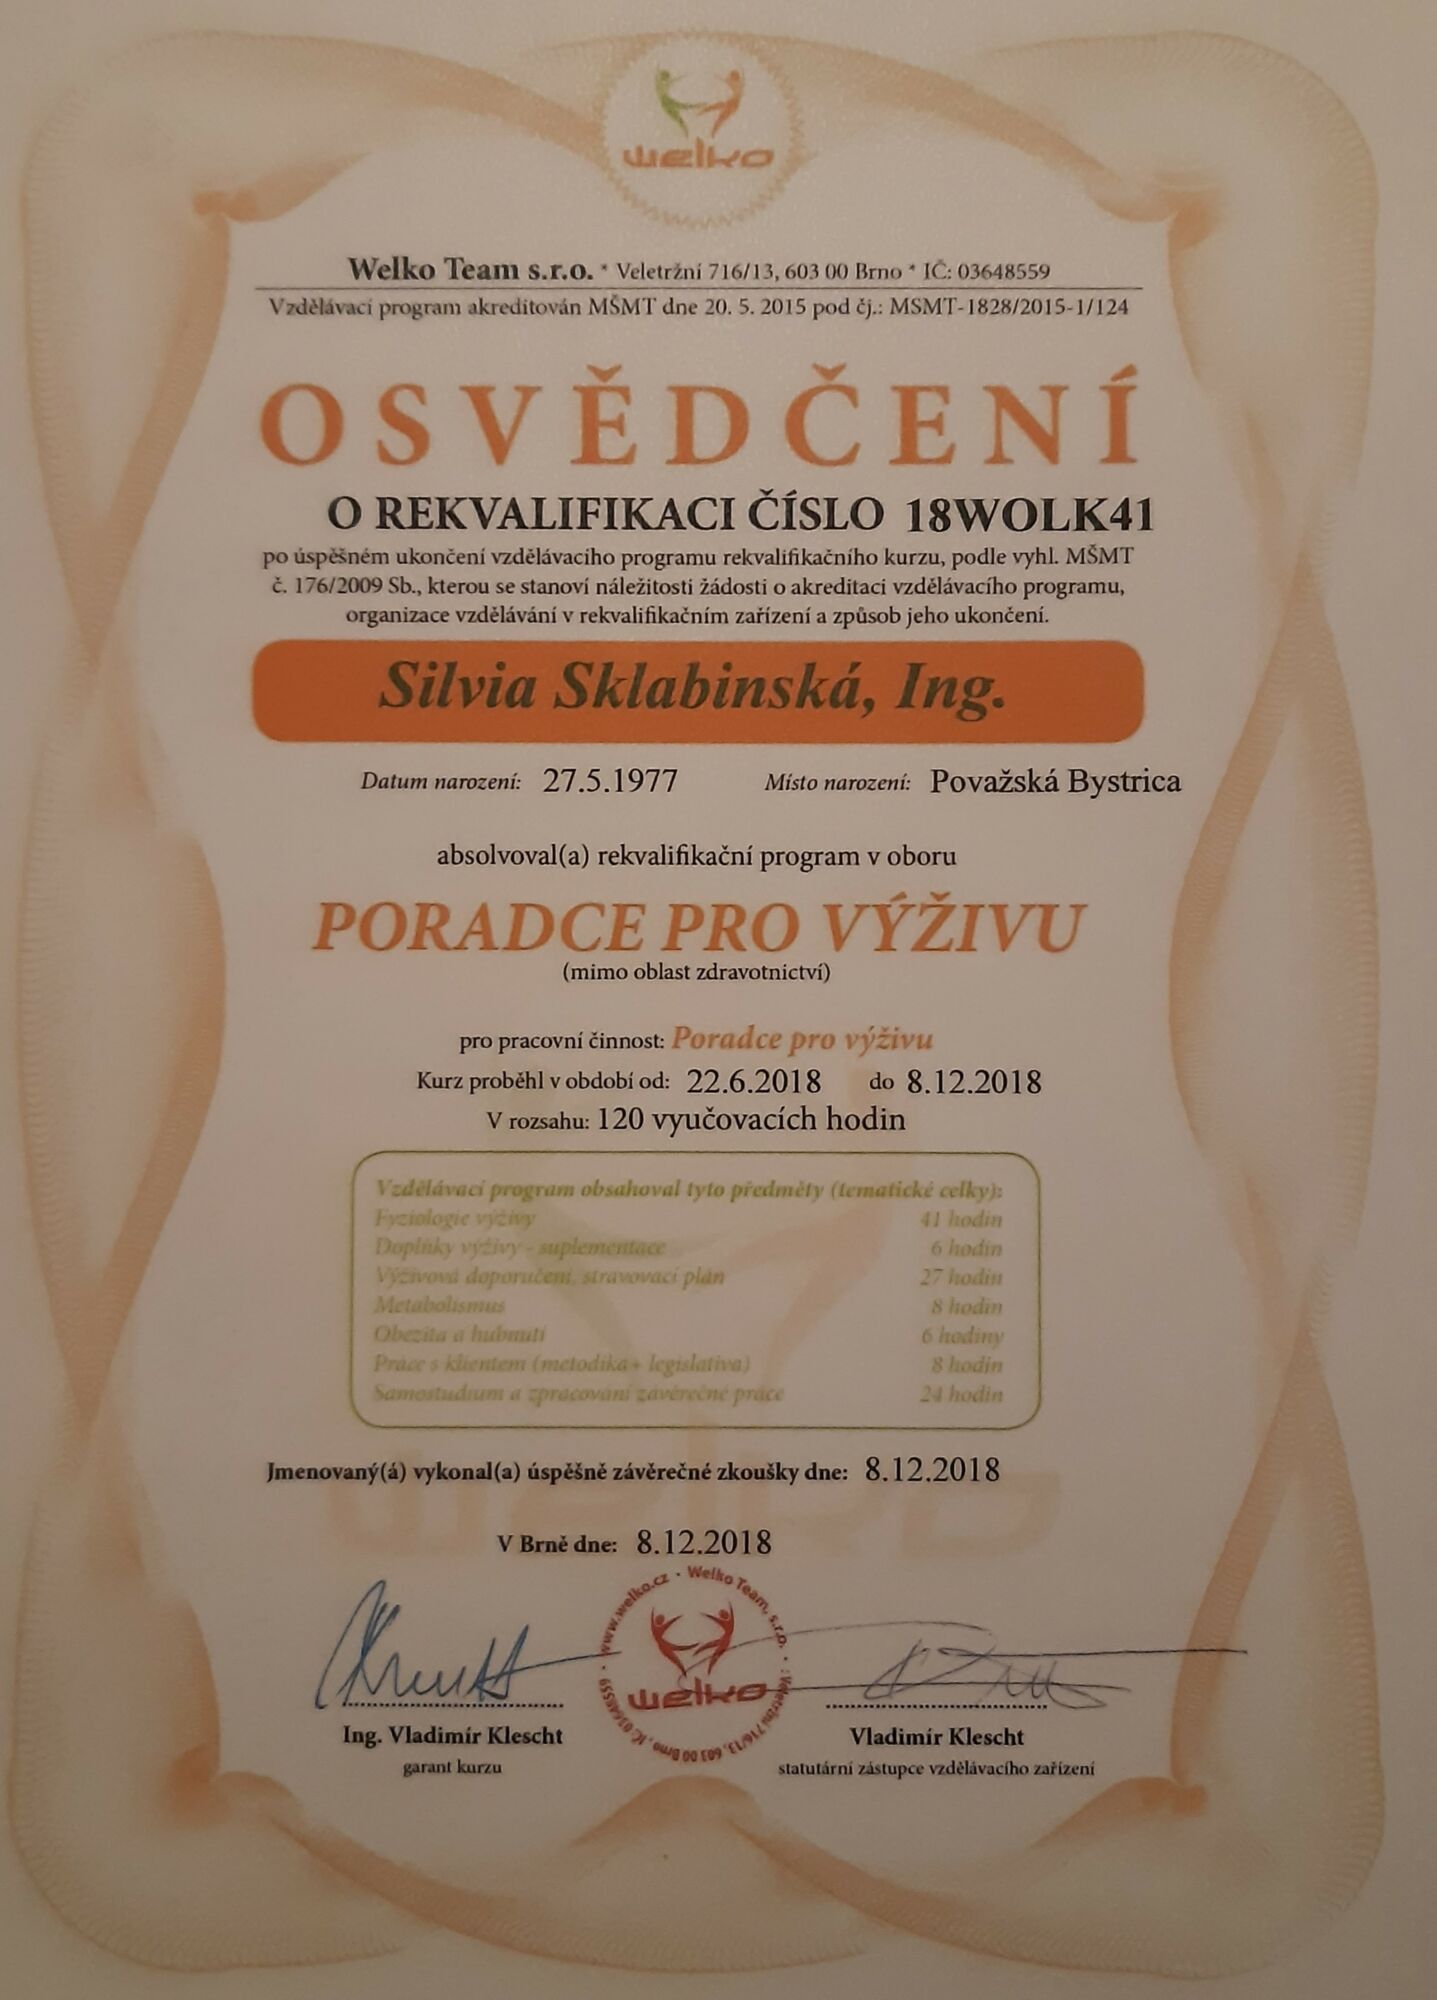 welko
Welko Team s.r.o. * Veletržní 716/13, 603 00 Brno * IČ: 03648559
Vzdělávací program akreditován MŠMT dne 20. 5. 2015 pod čj.: MSMT-1828/2015-1/124
OSVĚDČENÍ
O REKVALIFIKACI ČÍSLO 18WOLK41
po úspěšném ukončení vzdělávacího programu rekvalifikačního kurzu, podle vyhl. MŠMT
č. 176/2009 Sb., kterou se stanoví náležitosti žádosti o akreditaci vzdělávacího programu,
organizace vzdělávání v rekvalifikačním zařízení a způsob jeho ukončení.
Silvia Sklabinská, Ing.
Datum narození: 27.5.1977 Místo narození: Považská Bystrica
absolvoval(a) rekvalifikační program v oboru
PORADCE PRO VÝŽIVU
(mimo oblast zdravotnictví)
pro pracovní činnost: Poradce pro výživu
Kurz proběhl v období od: 22.6.2018 do 8.12.2018
V rozsahu: 120 vyučovacích hodin
Vzdělávací program obsahoval tyto předměty (tematické celky):
Fyziologie výživy 41 hodin
Doplňky výživy - suplementace 6 hodin
Výživová doporučení, stravovací plán 27 hodin
Metabolismus 8 hodin
Obezita a hubnutí 6 hodiny
Práce s klientem (metodika+ legislativa) 8 hodin
Samostudium a zpracování závěrečné práce 24 hodin
Jmenovaný(á) vykonal(a) úspěšně závěrečné zkoušky dne: 8.12.2018
V Brně dne: 8.12.2018
www.welko.cz · Welko Team, s.r.o. · Veletržní 716/13, 603 00 Brno, IČ: 03648559
welko
Ing. Vladimír Klescht
garant kurzu
Vladimír Klescht
statutární zástupce vzdělávacího zařízení